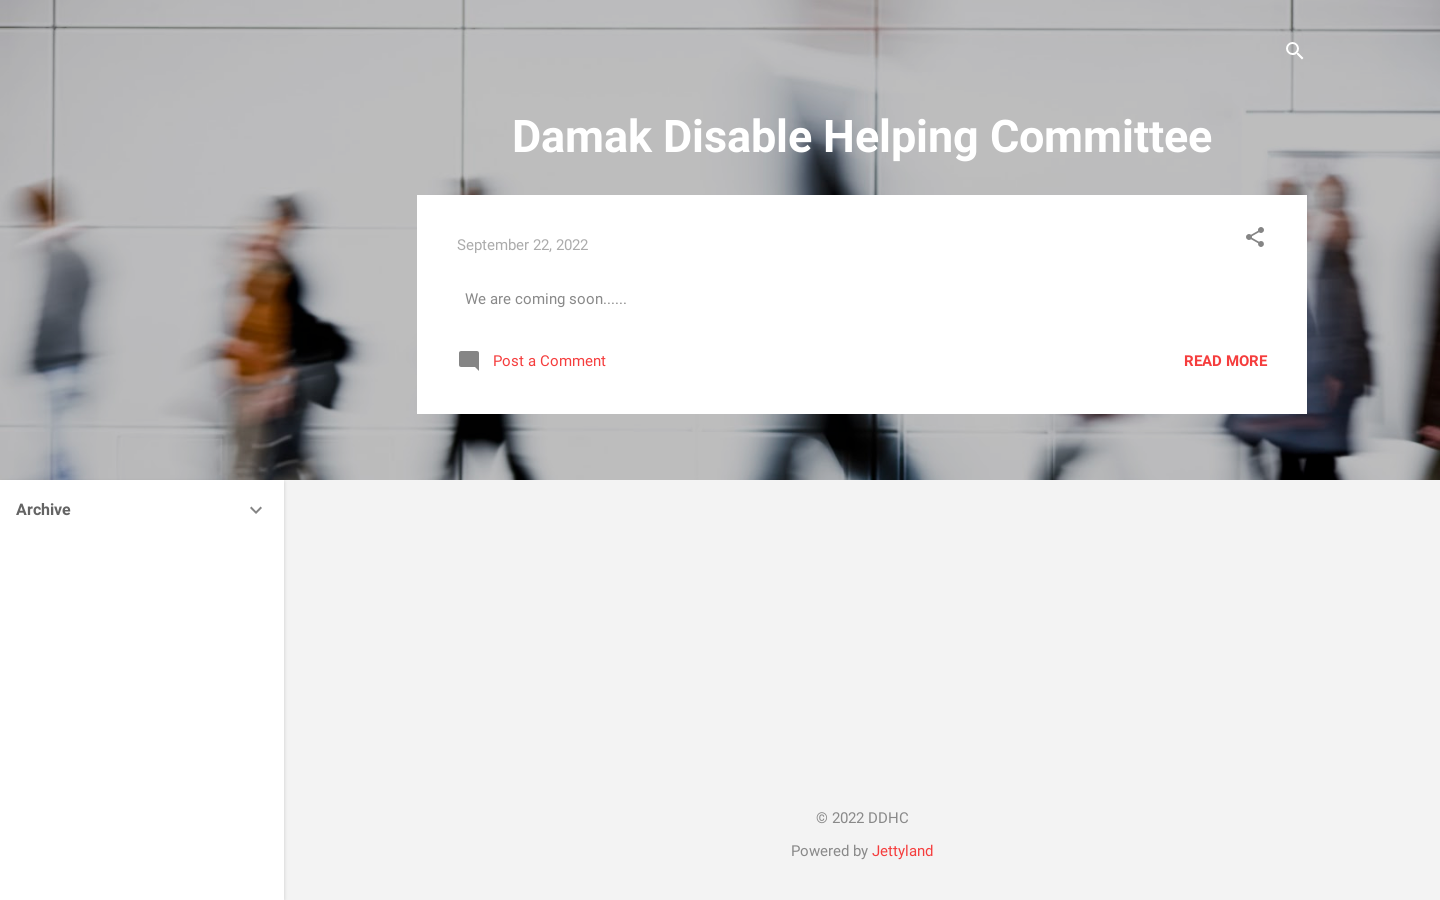 Damak Disable Helping Committee
September 22, 2022
We are coming soon......
Post a Comment
READ MORE
Archive
© 2022 DDHC
Powered by Jettyland